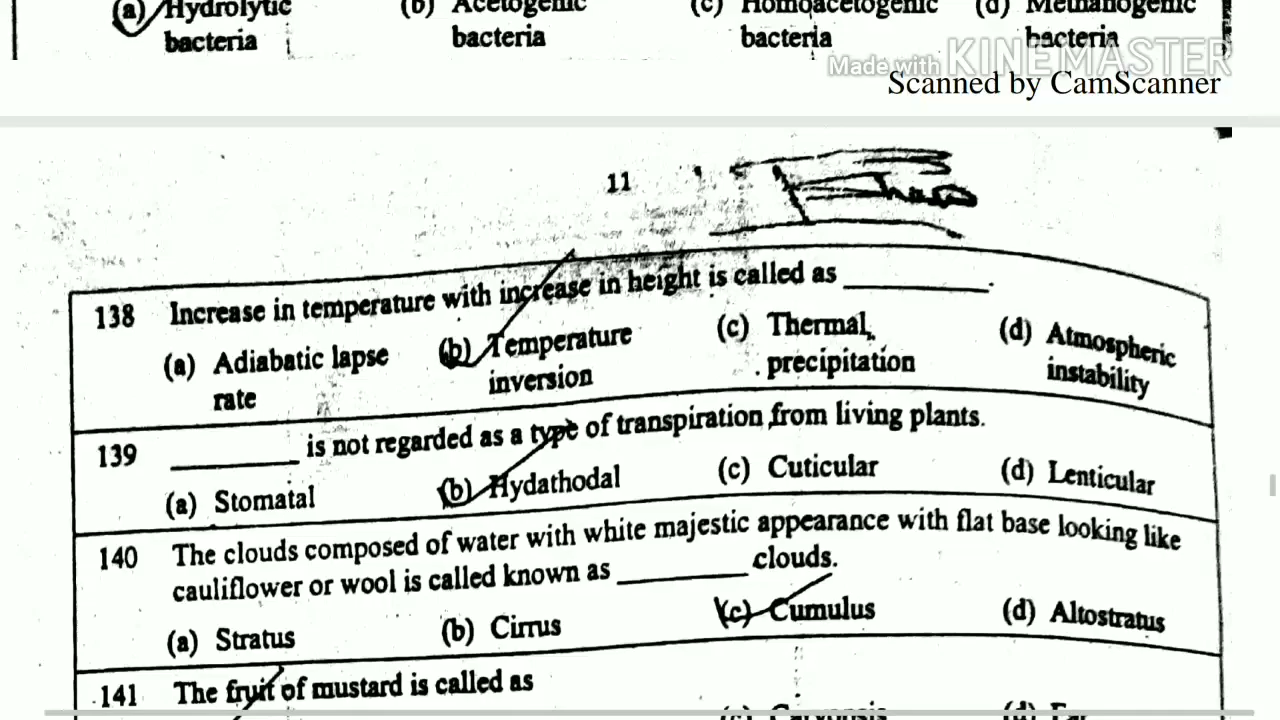 (a) Hydrolytic (b) Acetogenic (c) Homoacetogenic (d) Methanogenic
bacteria bacteria bacteria bacteria
Made with KINEMASTER
Scanned by CamScanner
11
138 Increase in temperature with increase in height is called as ________.
(a) Adiabatic lapse (b) Temperature (c) Thermal (d) Atmospheric
rate inversion precipitation instability
139 ________ is not regarded as a type of transpiration from living plants.
(a) Stomatal (b) Hydathodal (c) Cuticular (d) Lenticular
140 The clouds composed of water with white majestic appearance with flat base looking like
cauliflower or wool is called known as ________ clouds.
(a) Stratus (b) Cirrus (c) Cumulus (d) Altostratus
141 The fruit of mustard is called as
(c) Caryopsis (d) Ear